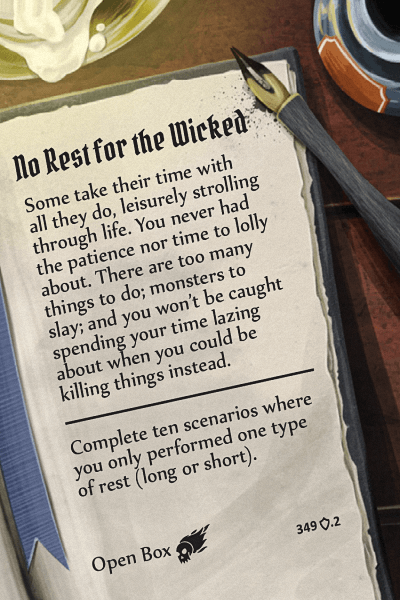 No Rest for the Wicked
Some take their time with
all they do, leisurely strolling
through life. You never had
the patience nor time to lolly
about. There are too many
things to do; monsters to
slay; and you won't be caught
spending your time lazing
about when you could be
killing things instead.
Complete ten scenarios where
you only performed one type
of rest (long or short).
Open Box
349 .2